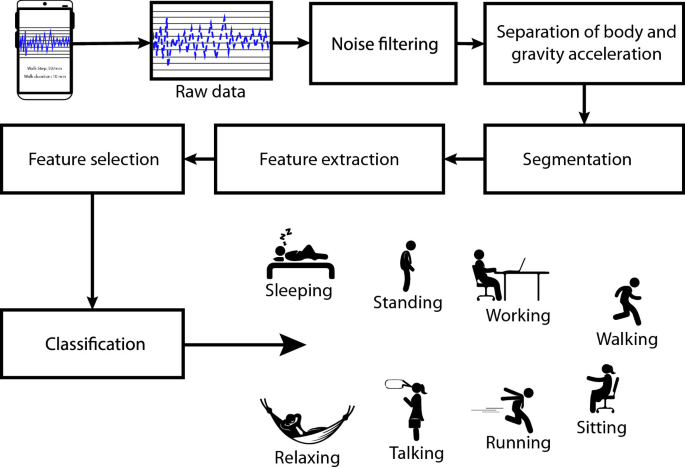 Noise filtering
Separation of body and
gravity acceleration
Raw data
Feature selection
Feature extraction
Segmentation
Sleeping
Standing
Working
Walking
Classification
Relaxing
Talking
Running
Sitting